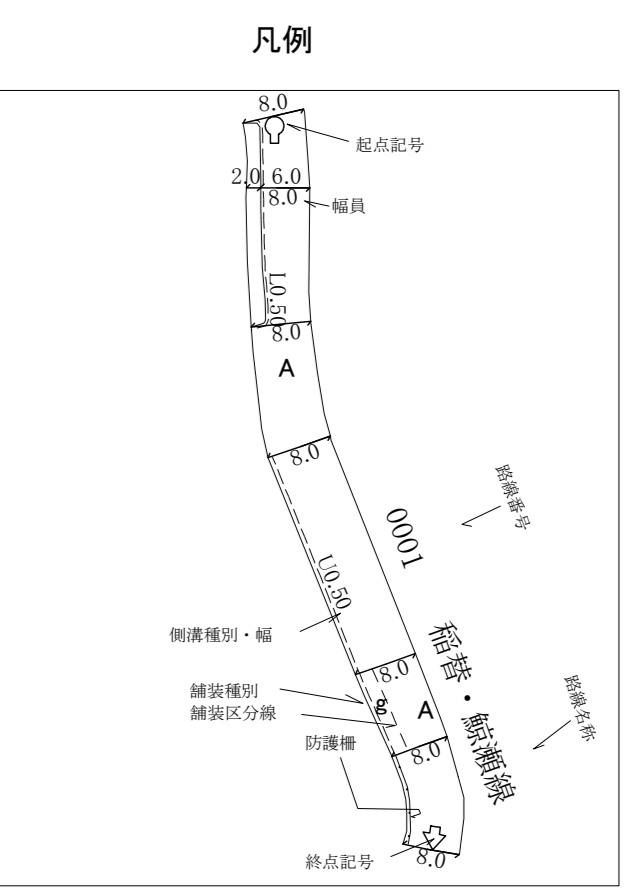 凡例
8.0
起点記号
2.0 6.0
8.0
幅員
L0.50
8.0
A
8.0
路線番号
0001
U0.50
側溝種別・幅
稲替・鯨瀬線
8.0
路線名称
舗装種別
g
A
舗装区分線
防護柵
8.0
終点記号
8.0